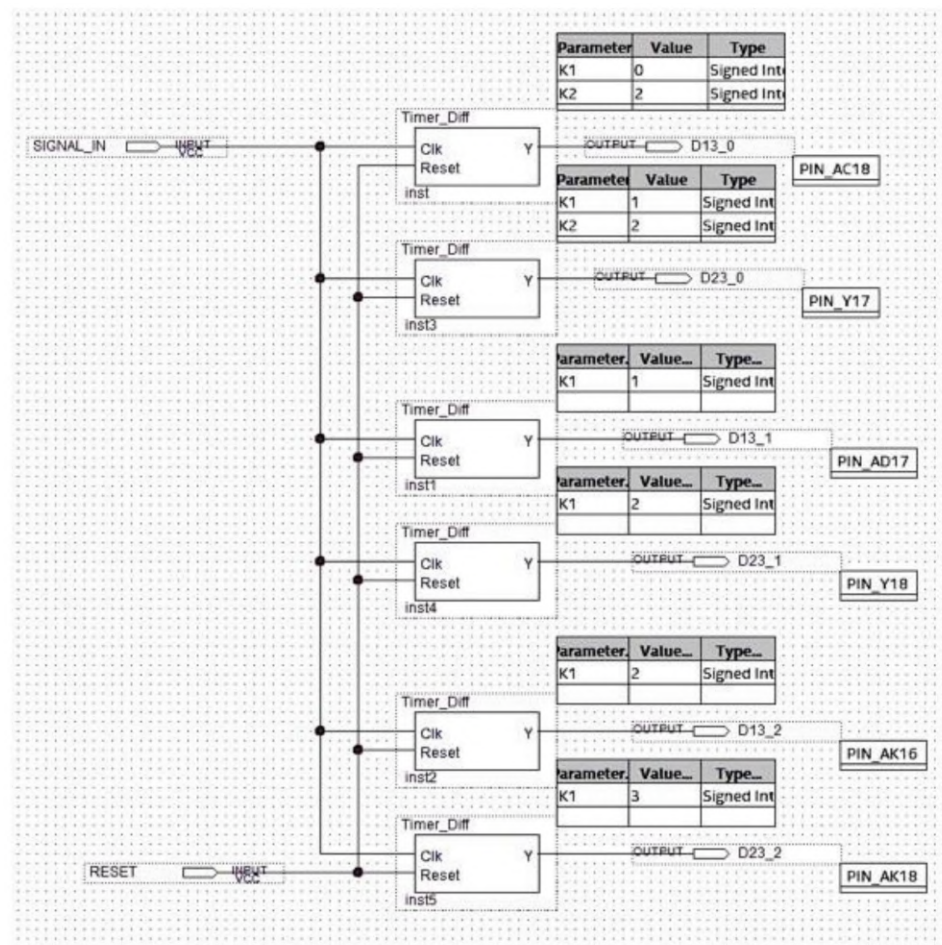 Parameter Value Type
K1 0 Signed Int
K2 2 Signed Int
Timer_Diff
SIGNAL_IN INPUT VCC
Clk Y
Reset
inst
OUTPUT D13_0
PIN_AC18
Parameter Value Type
K1 1 Signed Int
K2 2 Signed Int
Timer_Diff
Clk Y
Reset
inst3
OUTPUT D23_0
PIN_Y17
Parameter. Value... Type...
K1 1 Signed Int
Timer_Diff
Clk Y
Reset
inst1
OUTPUT D13_1
PIN_AD17
Parameter. Value... Type...
K1 2 Signed Int
Timer_Diff
Clk Y
Reset
inst4
OUTPUT D23_1
PIN_Y18
Parameter. Value... Type...
K1 2 Signed Int
Timer_Diff
Clk Y
Reset
inst2
OUTPUT D13_2
PIN_AK16
Parameter. Value... Type...
K1 3 Signed Int
Timer_Diff
Clk Y
Reset
inst5
OUTPUT D23_2
PIN_AK18
RESET INPUT VCC